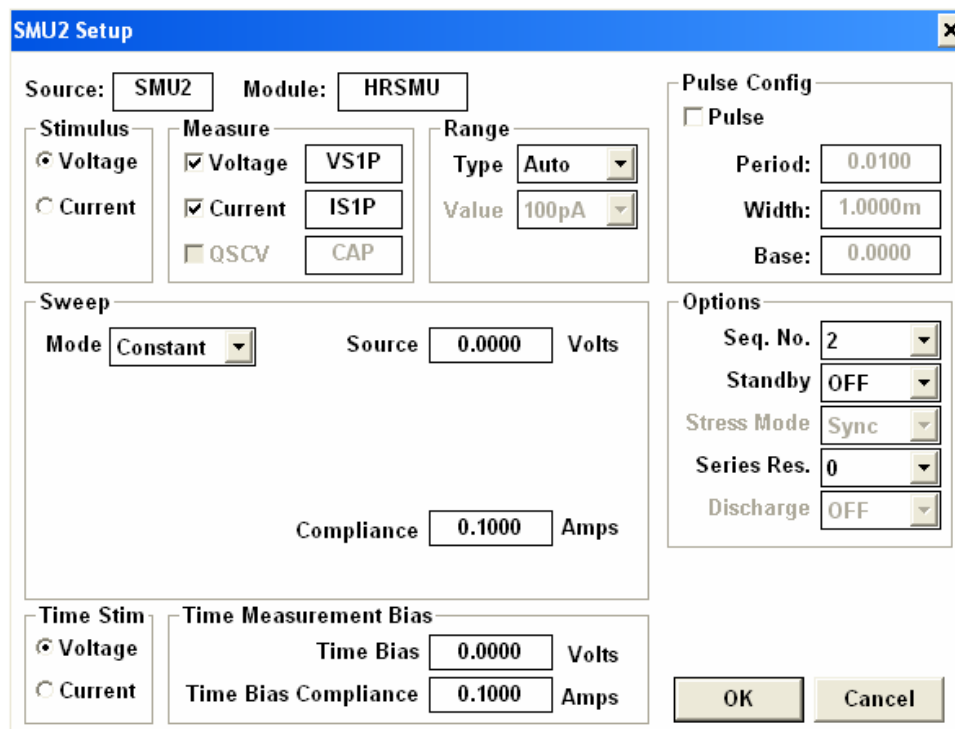 SMU2 Setup
Source: SMU2 Module: HRSMU
Stimulus
Voltage
Current
Measure
Voltage VS1P
Current IS1P
QSCV CAP
Range
Type Auto
Value 100pA
Pulse Config
Pulse
Period: 0.0100
Width: 1.0000m
Base: 0.0000
Sweep
Mode Constant Source 0.0000 Volts
Compliance 0.1000 Amps
Options
Seq. No. 2
Standby OFF
Stress Mode Sync
Series Res. 0
Discharge OFF
Time Stim
Voltage
Current
Time Measurement Bias
Time Bias 0.0000 Volts
Time Bias Compliance 0.1000 Amps
OK Cancel